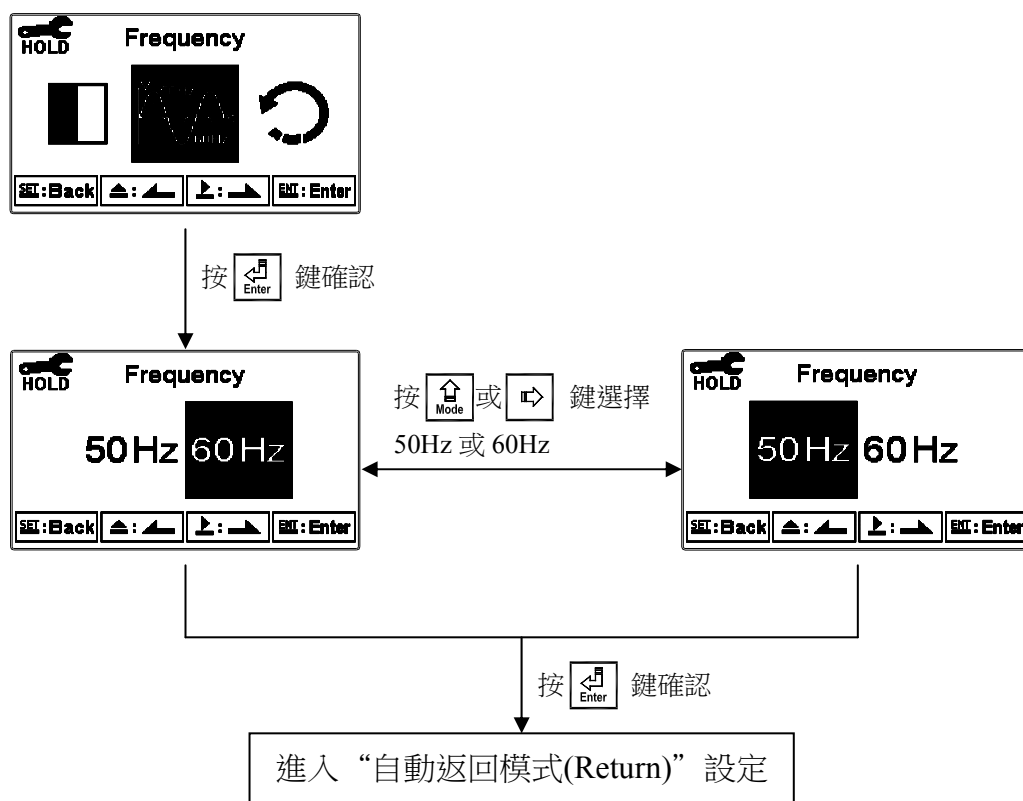 HOLD Frequency
SET:Back ▲: ▶: ENT:Enter
按 Enter 鍵確認
HOLD Frequency
50Hz 60Hz
SET:Back ▲: ▶: ENT:Enter
按 Mode 或 鍵選擇
50Hz 或 60Hz
HOLD Frequency
50Hz 60Hz
SET:Back ▲: ▶: ENT:Enter
按 Enter 鍵確認
進入“自動返回模式(Return)”設定